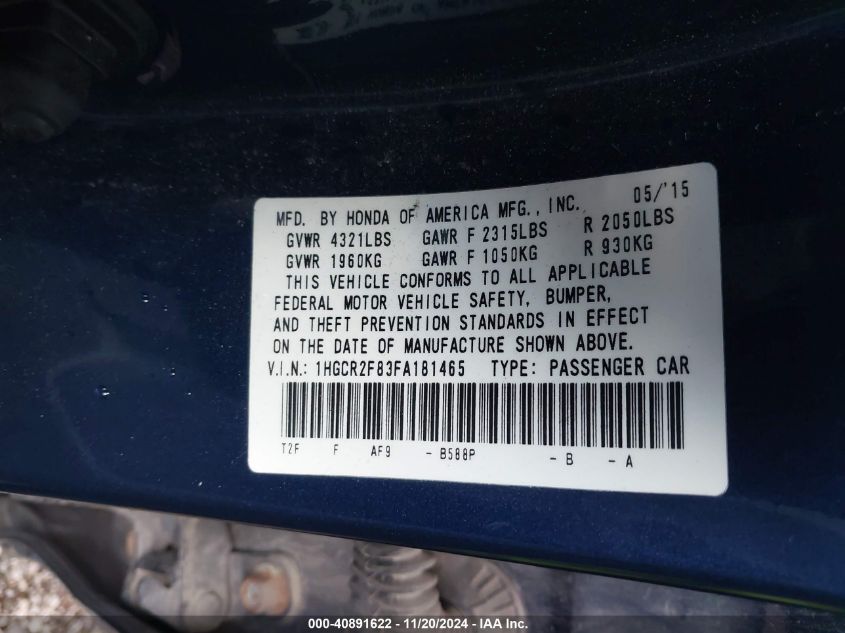 MFD. BY HONDA OF AMERICA MFG., INC. 05/'15
GVWR 4321LBS GAWR F 2315LBS R 2050LBS
GVWR 1960KG GAWR F 1050KG R 930KG
THIS VEHICLE CONFORMS TO ALL APPLICABLE
FEDERAL MOTOR VEHICLE SAFETY, BUMPER,
AND THEFT PREVENTION STANDARDS IN EFFECT
ON THE DATE OF MANUFACTURE SHOWN ABOVE.
V.I.N.: 1HGCR2F83FA181465 TYPE: PASSENGER CAR
T2F F AF9 - B588P - B - A
000-40891622 - 11/20/2024 - IAA Inc.